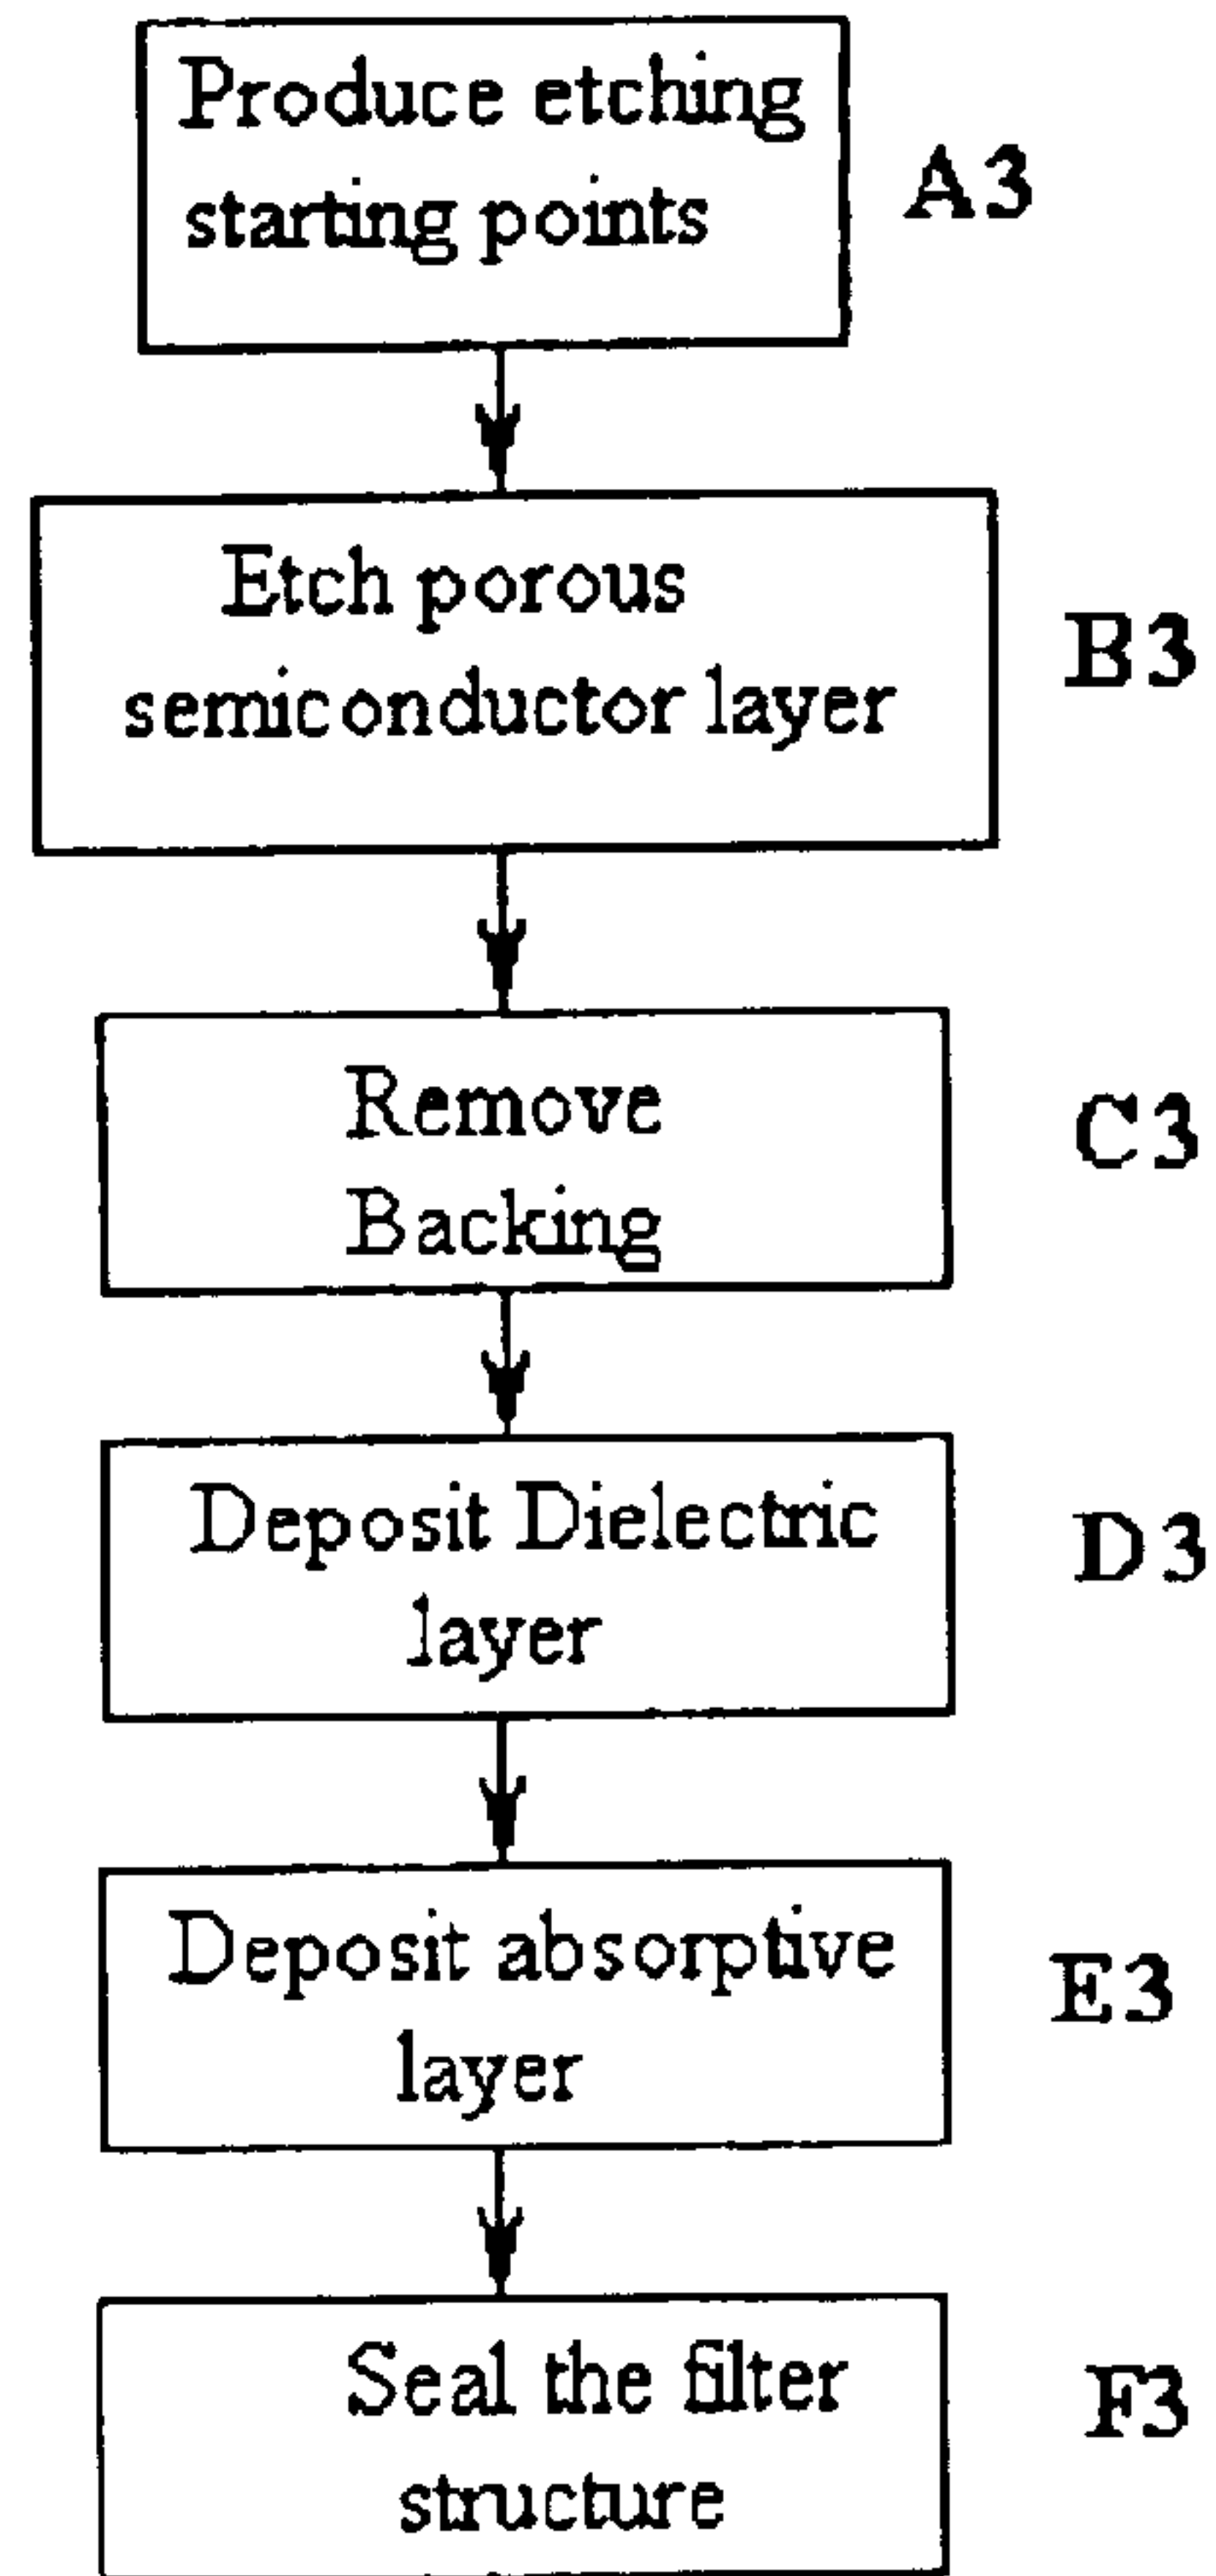 Produce etching
starting points
A3
Etch porous
semiconductor layer
B3
Remove
Backing
C3
Deposit Dielectric
layer
D3
Deposit absorptive
layer
E3
Seal the filter
structure
F3